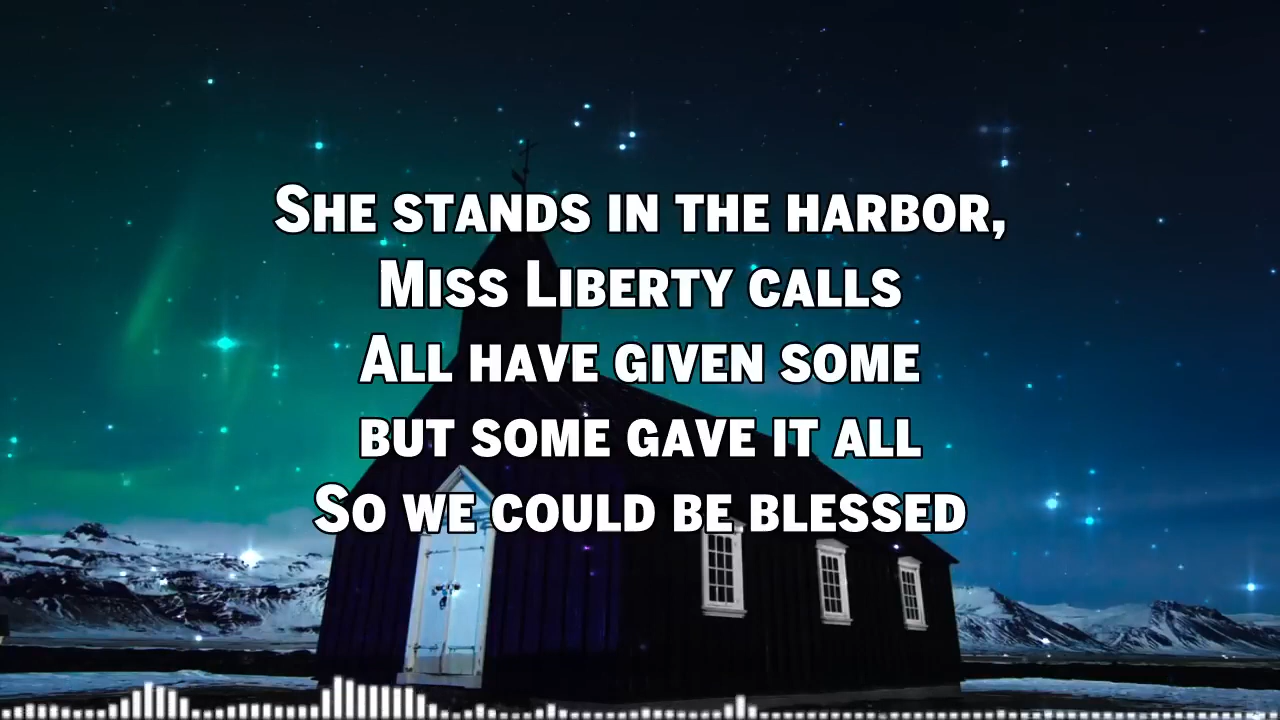 She stands in the harbor,
Miss Liberty calls
All have given some
but some gave it all
So we could be blessed